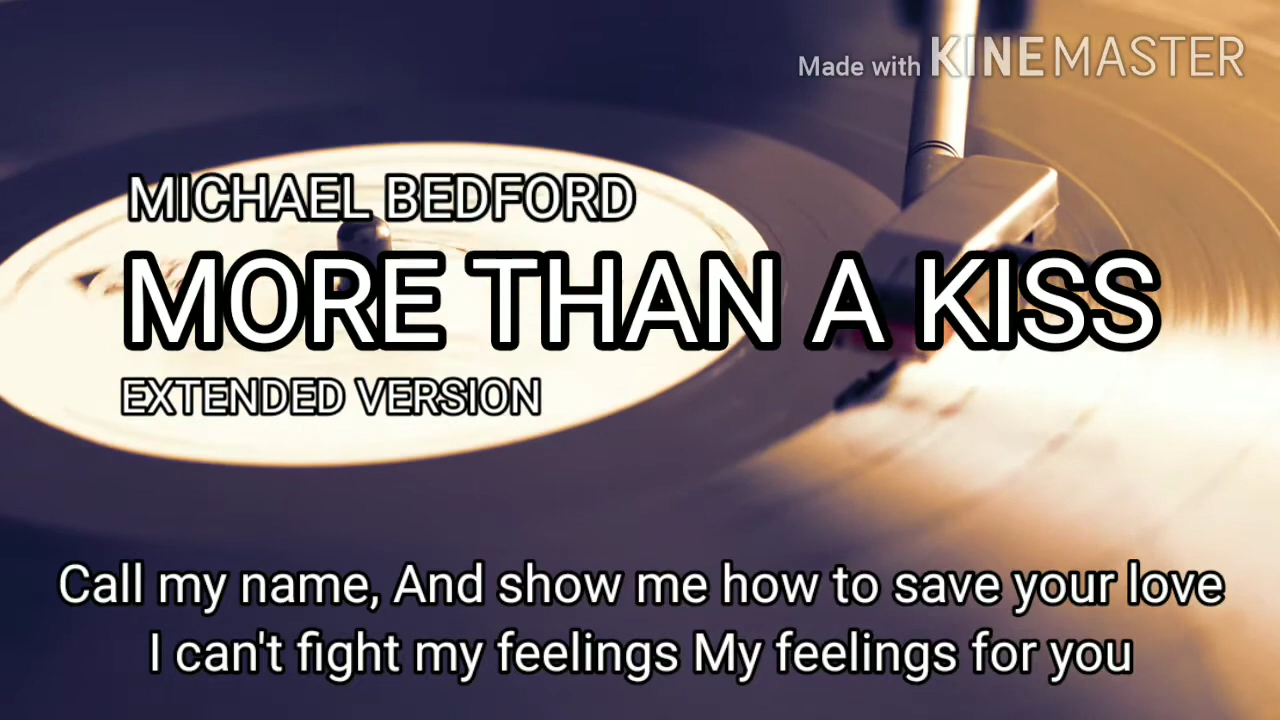 Made with KINEMASTER
MICHAEL BEDFORD
MORE THAN A KISS
EXTENDED VERSION
Call my name, And show me how to save your love
I can't fight my feelings My feelings for you